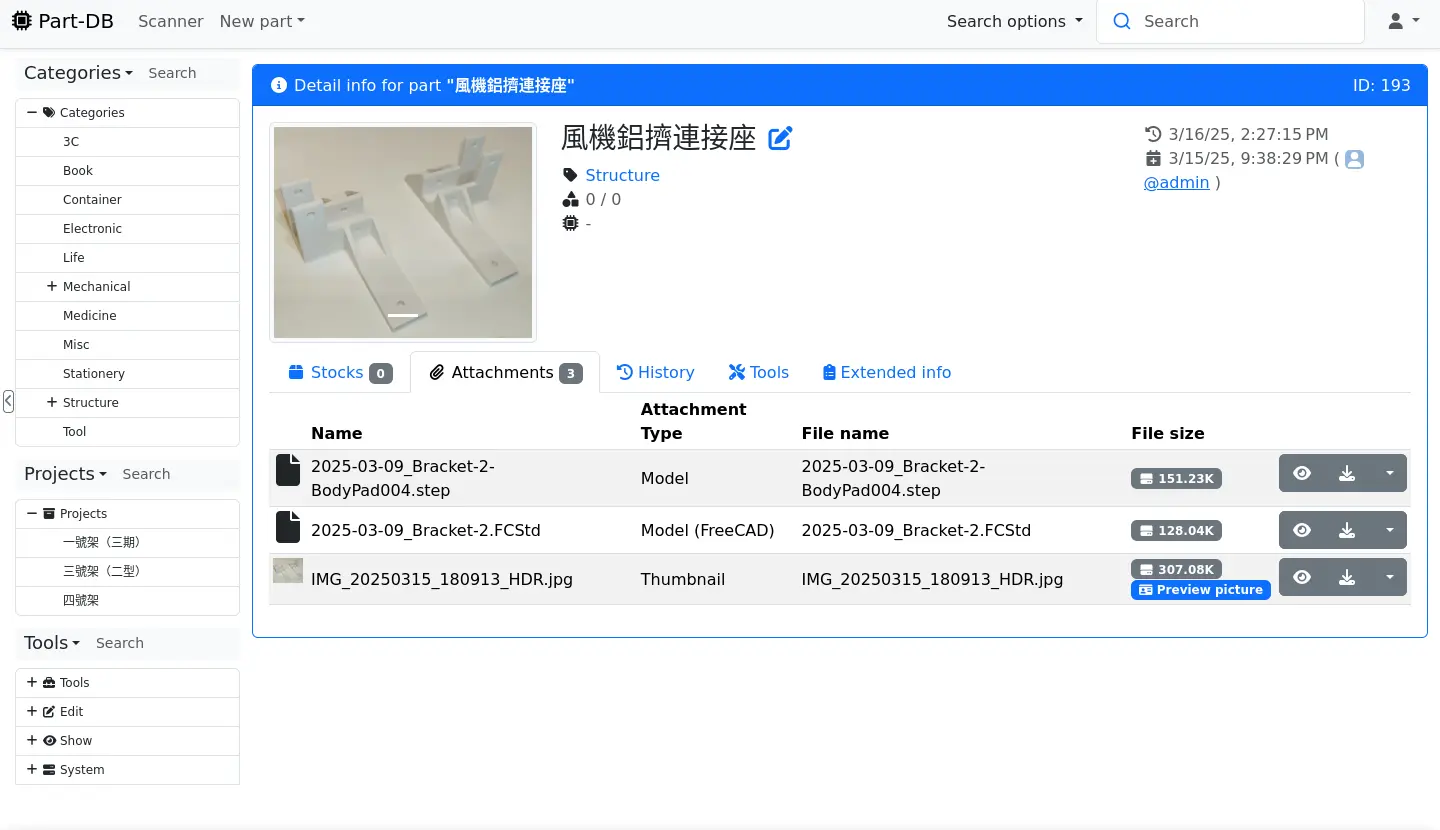 Part-DB Scanner New part Search options Search
Categories Search
Categories
3C
Book
Container
Electronic
Life
Mechanical
Medicine
Misc
Stationery
Structure
Tool
Projects Search
Projects
一號架（三期）
三號架（二型）
四號架
Tools Search
Tools
Edit
Show
System
Detail info for part "風機鋁擠連接座" ID: 193
風機鋁擠連接座
Structure
0 / 0
-
3/16/25, 2:27:15 PM
3/15/25, 9:38:29 PM (
@admin )
Stocks 0 Attachments 3 History Tools Extended info
Name Attachment Type File name File size
2025-03-09_Bracket-2-
BodyPad004.step
Model
2025-03-09_Bracket-2-
BodyPad004.step
151.23K
2025-03-09_Bracket-2.FCStd Model (FreeCAD) 2025-03-09_Bracket-2.FCStd 128.04K
IMG_20250315_180913_HDR.jpg Thumbnail IMG_20250315_180913_HDR.jpg 307.08K
Preview picture